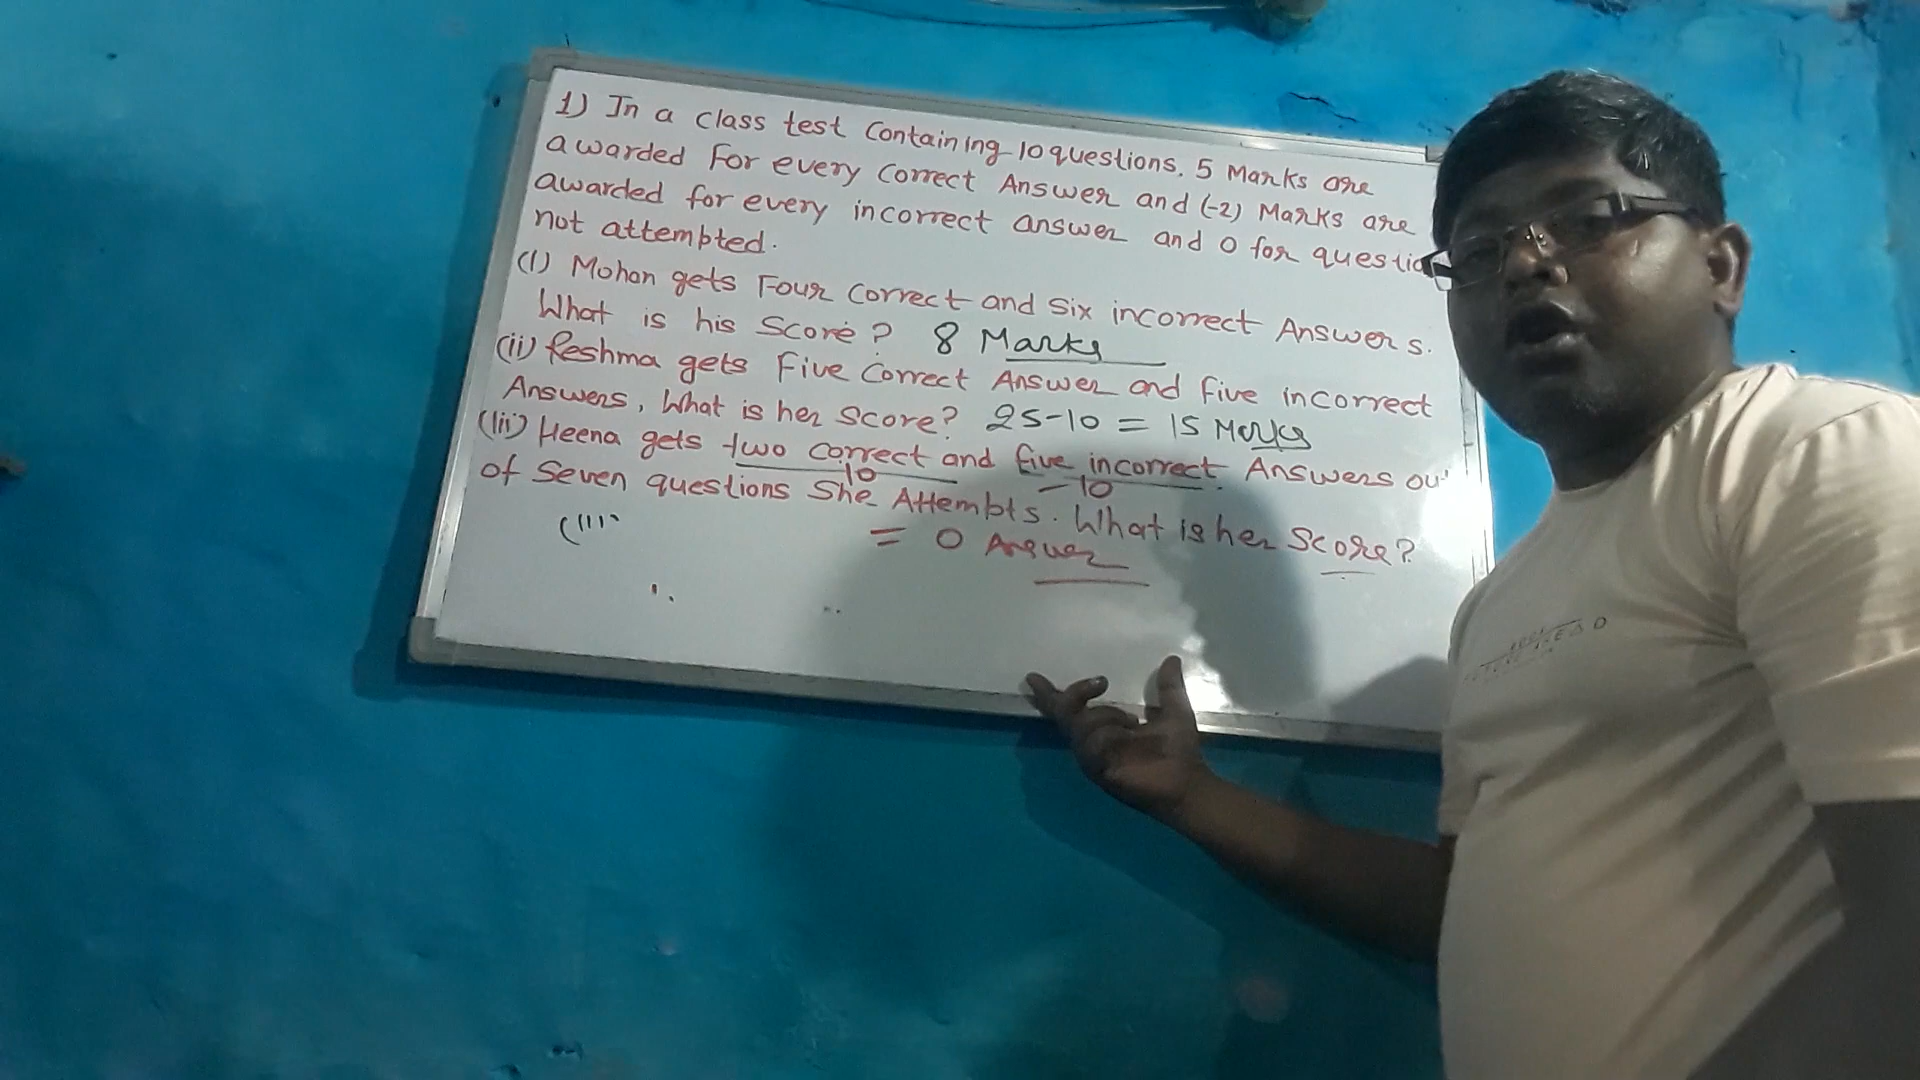 1) In a class test Containing 10 questions. 5 Marks are
awarded For every Correct Answer and (-2) Marks are
awarded for every incorrect answer and 0 for questio
not attempted.
(I) Mohan gets Four Correct and Six incorrect Answers.
What is his Score? 8 Marks
(ii) Reshma gets Five Correct Answer and five incorrect
Answers, What is her Score? 25-10 = 15 Marks
(iii) Heena gets two correct and five incorrect Answers ou
10 -10
of Seven questions She Attempts. What is her Score?
(iii = 0 Answer